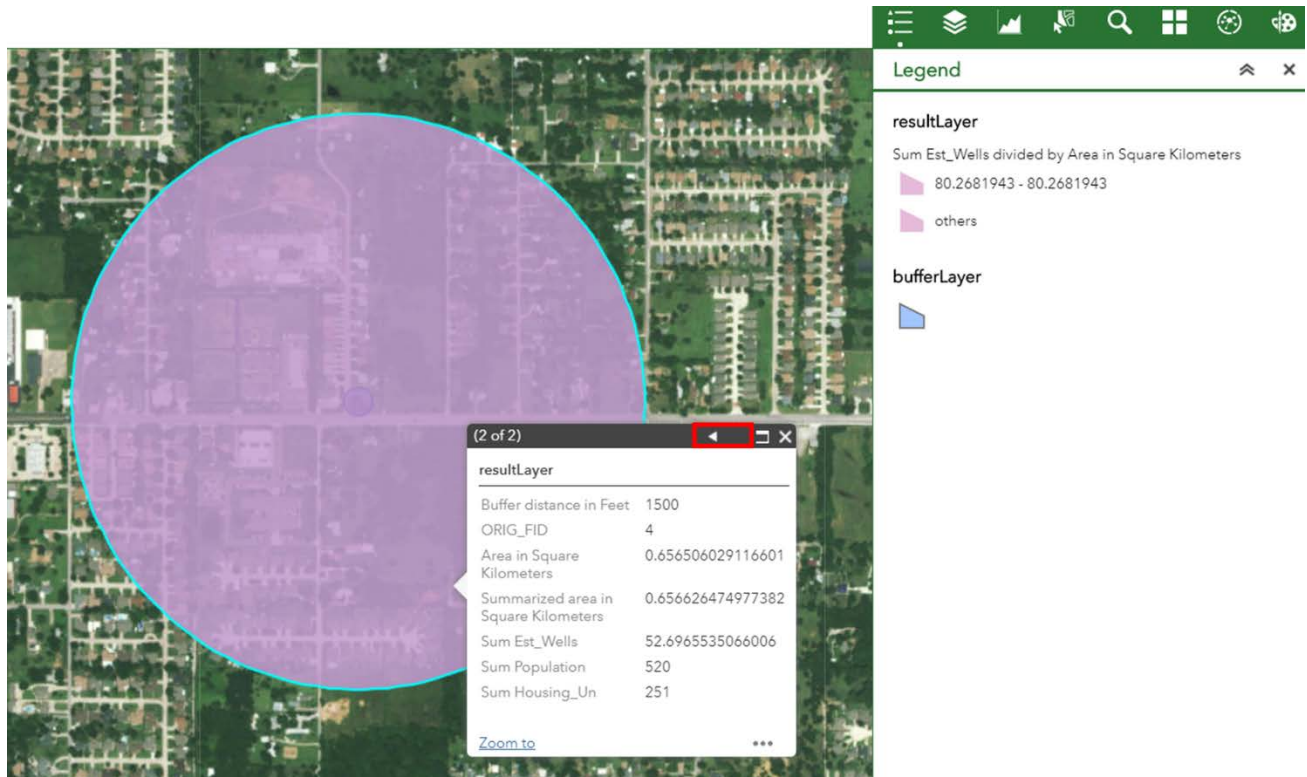 Legend
resultLayer
Sum Est_Wells divided by Area in Square Kilometers
80.2681943 - 80.2681943
others
bufferLayer
(2 of 2)
resultLayer
Buffer distance in Feet 1500
ORIG_FID 4
Area in Square 0.656506029116601
Kilometers
Summarized area in 0.656626474977382
Square Kilometers
Sum Est_Wells 52.6965535066006
Sum Population 520
Sum Housing_Un 251
Zoom to